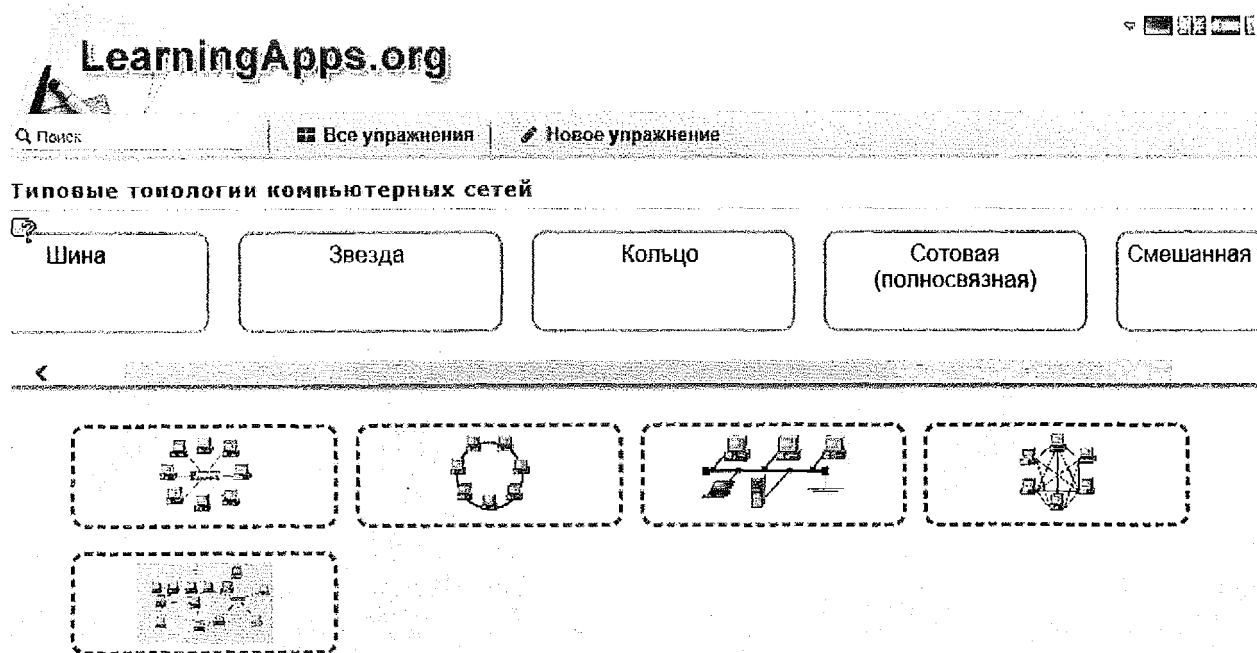 LearningApps.org
Поиск
Все упражнения
Новое упражнение
Типовые топологии компьютерных сетей
Шина
Звезда
Кольцо
Сотовая
(полносвязная)
Смешанная